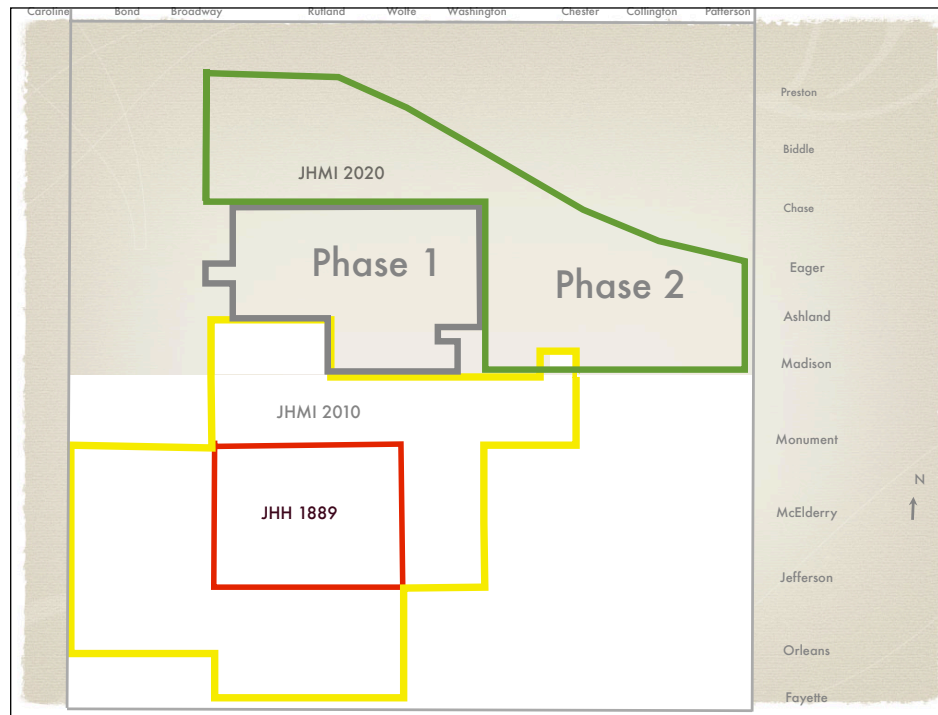 Caroline Bond Broadway Rutland Wolfe Washington Chester Collington Patterson
Preston
Biddle
JHMI 2020
Chase
Phase 1
Eager
Phase 2
Ashland
Madison
JHMI 2010
Monument
N
JHH 1889
McElderry
Jefferson
Orleans
Fayette